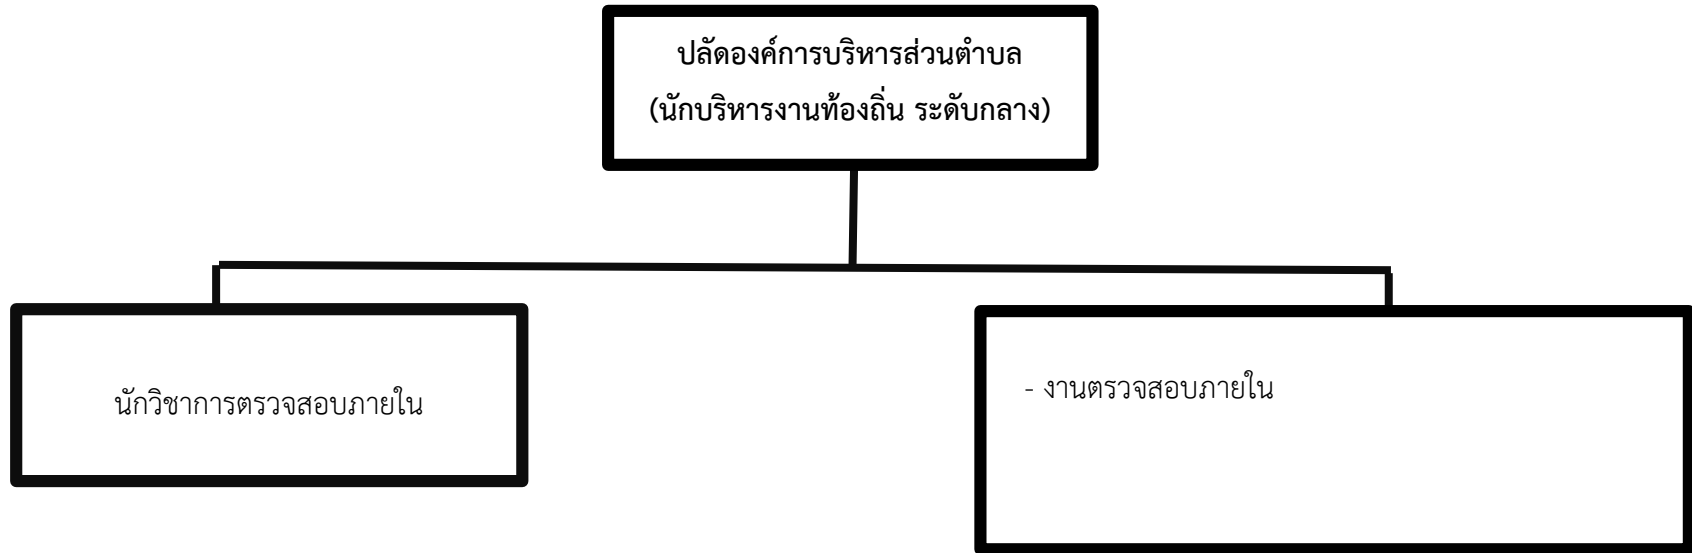 ปลัดองค์การบริหารส่วนตำบล
(นักบริหารงานท้องถิ่น ระดับกลาง)
นักวิชาการตรวจสอบภายใน
- งานตรวจสอบภายใน